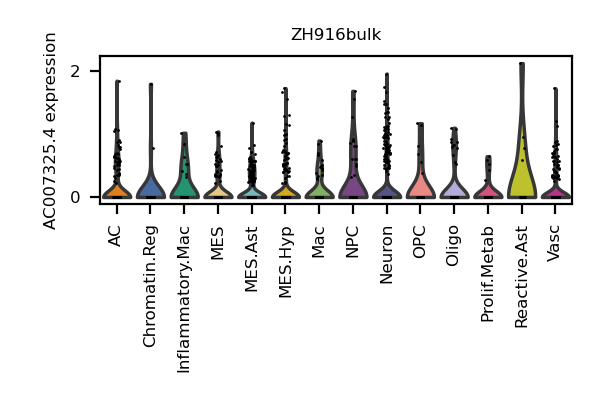 ZH916bulk
AC007325.4 expression
2
0
AC
Chromatin.Reg
Inflammatory.Mac
MES
MES.Ast
MES.Hyp
Mac
NPC
Neuron
OPC
Oligo
Prolif.Metab
Reactive.Ast
Vasc